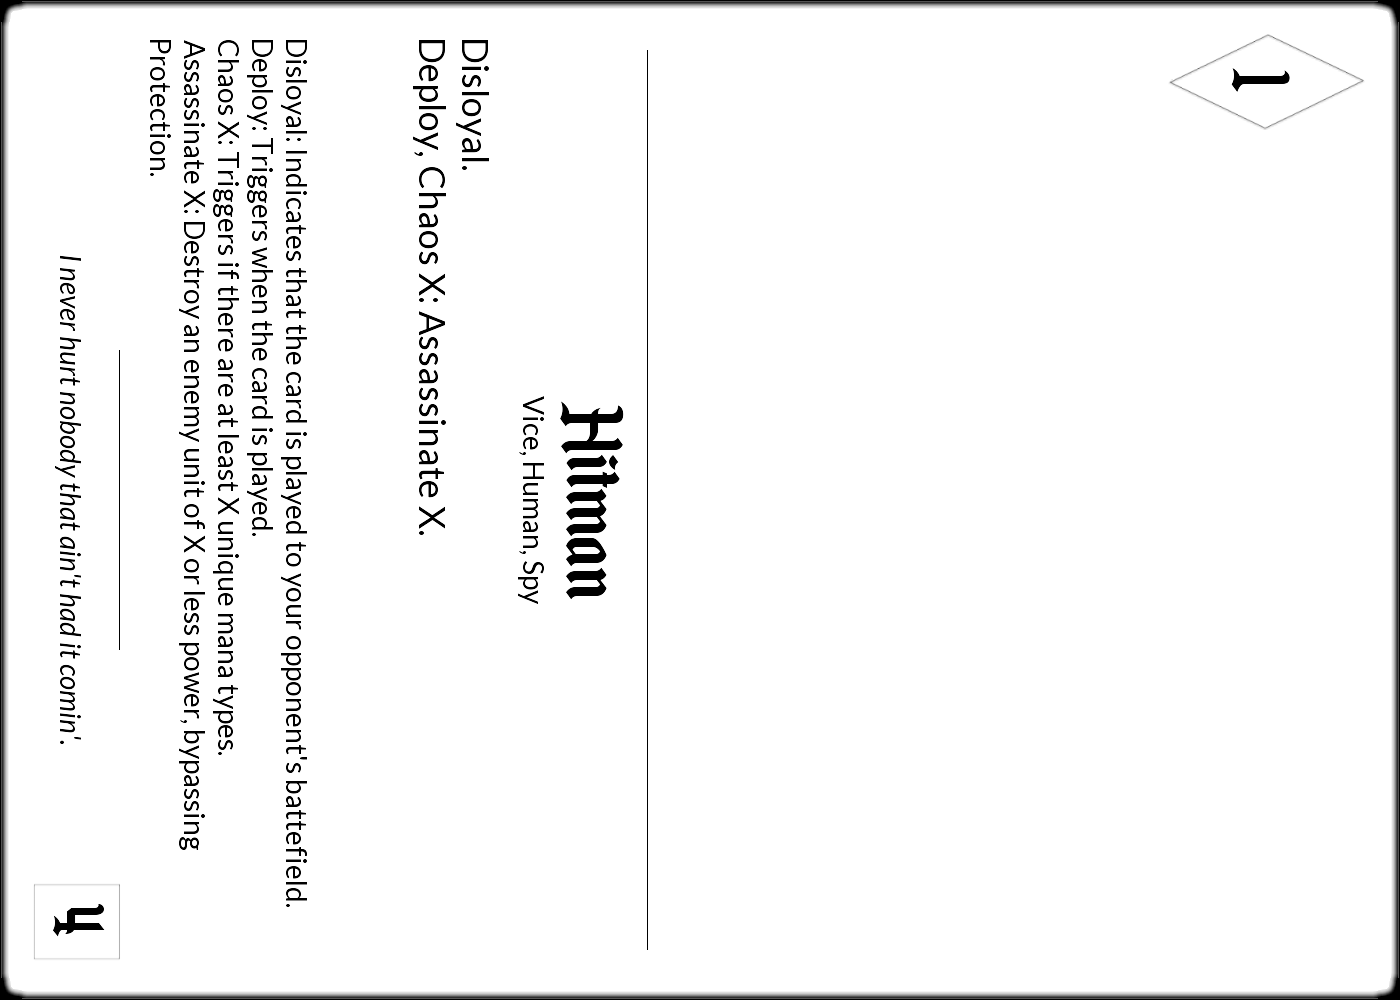 1
Hitman
Vice, Human, Spy
Disloyal.
Deploy, Chaos X: Assassinate X.
Disloyal: Indicates that the card is played to your opponent's battefield.
Deploy: Triggers when the card is played.
Chaos X: Triggers if there are at least X unique mana types.
Assassinate X: Destroy an enemy unit of X or less power, bypassing
Protection.
I never hurt nobody that ain't had it comin'.
4